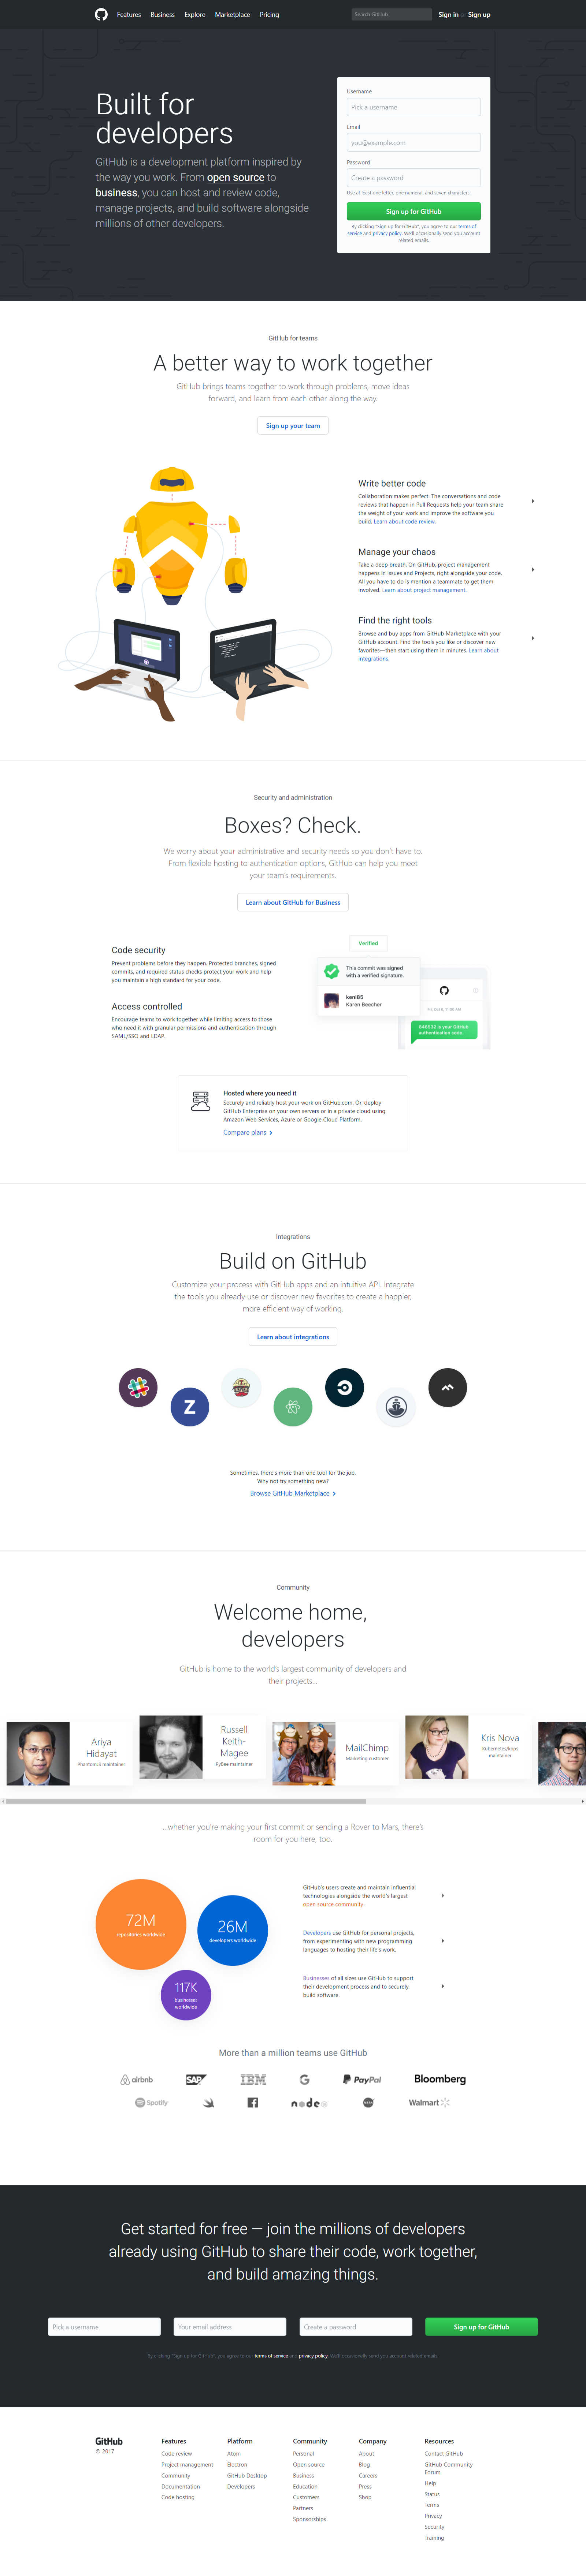 Features Business Explore Marketplace Pricing Search GitHub Sign in or Sign up
Built for
developers
GitHub is a development platform inspired by
the way you work. From open source to
business, you can host and review code,
manage projects, and build software alongside
millions of other developers.
Username
Pick a username
Email
you@example.com
Password
Create a password
Use at least one letter, one numeral, and seven characters.
Sign up for GitHub
By clicking "Sign up for GitHub", you agree to our terms of
service and privacy policy. We'll occasionally send you account
related emails.
GitHub for teams
A better way to work together
GitHub brings teams together to work through problems, move ideas
forward, and learn from each other along the way.
Sign up your team
Write better code
Collaboration makes perfect. The conversations and code
reviews that happen in Pull Requests help your team share
the weight of your work and improve the software you
build. Learn about code review.
Manage your chaos
Take a deep breath. On GitHub, project management
happens in Issues and Projects, right alongside your code.
All you have to do is mention a teammate to get them
involved. Learn about project management.
Find the right tools
Browse and buy apps from GitHub Marketplace with your
GitHub account. Find the tools you like or discover new
favorites—then start using them in minutes. Learn about
integrations.
Security and administration
Boxes? Check.
We worry about your administrative and security needs so you don't have to.
From flexible hosting to authentication options, GitHub can help you meet
your team's requirements.
Learn about GitHub for Business
Code security
Prevent problems before they happen. Protected branches, signed
commits, and required status checks protect your work and help
you maintain a high standard for your code.
Access controlled
Encourage teams to work together while limiting access to those
who need it with granular permissions and authentication through
SAML/SSO and LDAP.
Verified
This commit was signed
with a verified signature.
keni85
Karen Beecher
Fri, Oct 6, 11:08 AM
848633 is your GitHub
authentication code.
Hosted where you need it
Securely and reliably host your work on GitHub.com. Or, deploy
GitHub Enterprise on your own servers or in a private cloud using
Amazon Web Services, Azure or Google Cloud Platform.
Compare plans
Integrations
Build on GitHub
Customize your process with GitHub apps and an intuitive API. Integrate
the tools you already use or discover new favorites to create a happier,
more efficient way of working.
Learn about integrations
Z
Sometimes, there's more than one tool for the job.
Why not try something new?
Browse GitHub Marketplace
Community
Welcome home,
developers
GitHub is home to the world's largest community of developers and
their projects...
Ariya
Hidayat
PhantomJS maintainer
Russell
Keith-
Magee
PyBee maintainer
MailChimp
Marketing customer
Kris Nova
Kubernetes/kops
maintainer
...whether you're making your first commit or sending a Rover to Mars, there's
room for you here, too.
72M
repositories worldwide
26M
developers worldwide
117K
businesses
worldwide
GitHub's users create and maintain influential
technologies alongside the world's largest
open source community.
Developers use GitHub for personal projects,
from experimenting with new programming
languages to hosting their life's work.
Businesses of all sizes use GitHub to support
their development process and to securely
build software.
More than a million teams use GitHub
airbnb SAP IBM G PayPal Bloomberg
Spotify node NASA Walmart
Get started for free — join the millions of developers
already using GitHub to share their code, work together,
and build amazing things.
Pick a username Your email address Create a password Sign up for GitHub
By clicking "Sign up for GitHub", you agree to our terms of service and privacy policy. We'll occasionally send you account related emails.
GitHub
© 2017
Features
Code review
Project management
Community
Documentation
Code hosting
Platform
Atom
Electron
GitHub Desktop
Developers
Community
Personal
Open source
Business
Education
Customers
Partners
Sponsorships
Company
About
Blog
Careers
Press
Shop
Resources
Contact GitHub
GitHub Community
Forum
Help
Status
Terms
Privacy
Security
Training